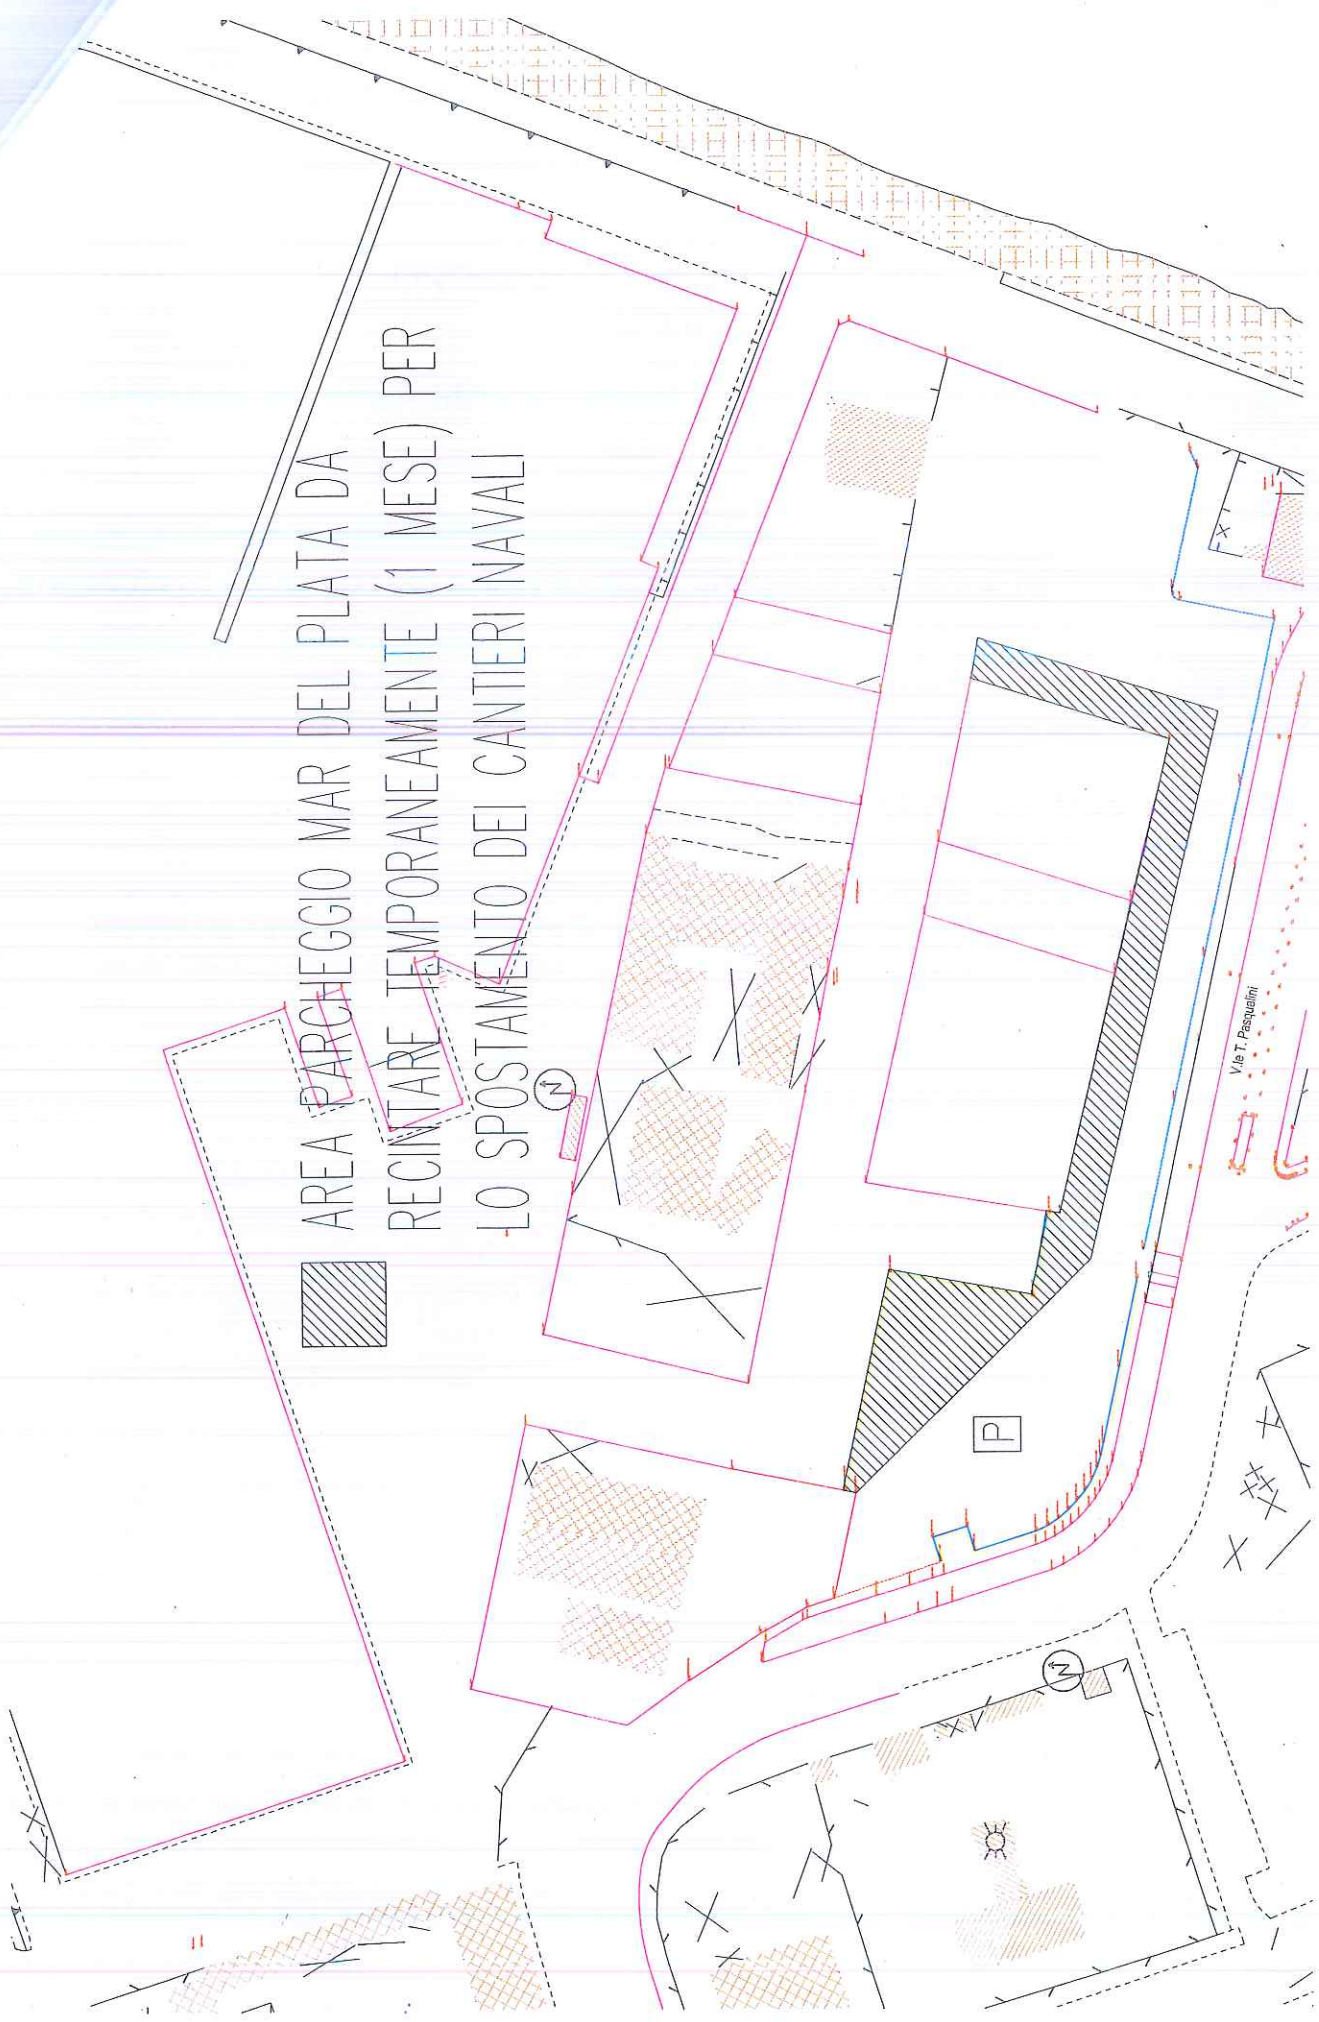 AREA PARCHEGGIO MAR DEL PLATA DA
RECINTARE TEMPORANEAMENTE (1 MESE) PER
LO SPOSTAMENTO DEI CANTIERI NAVALI
N
P
V.le T. Pasqualini
N